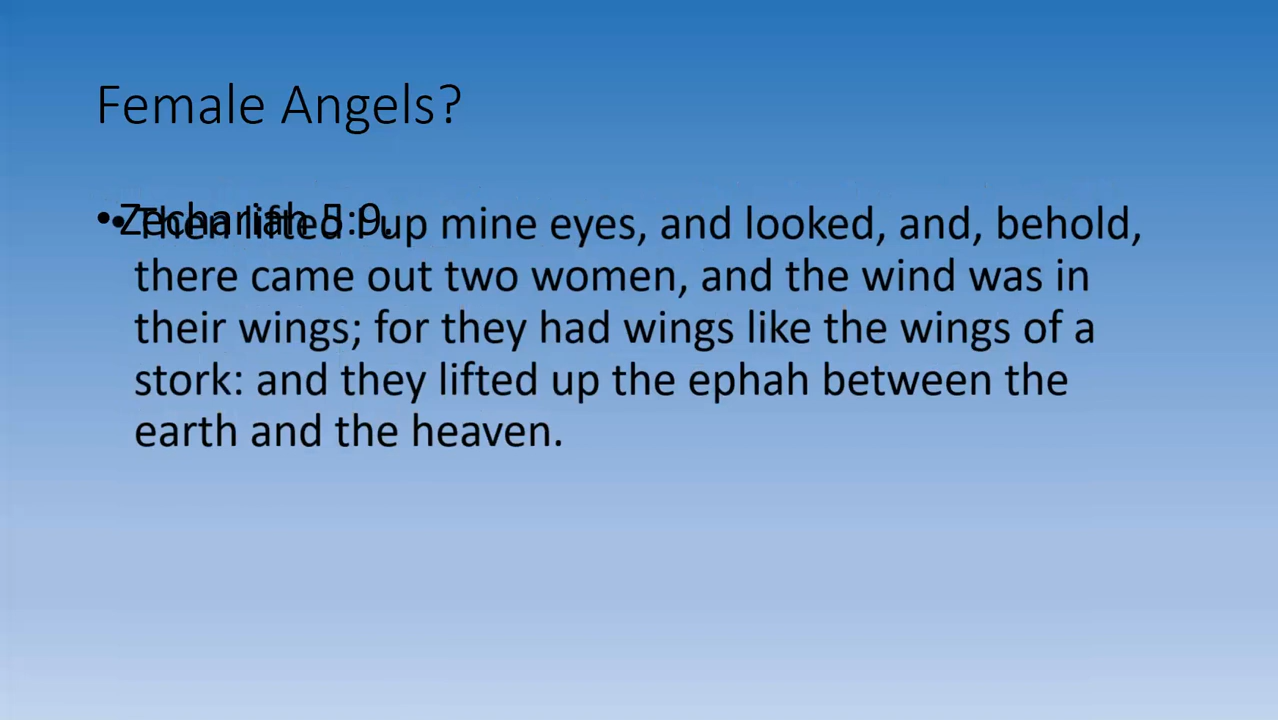 Female Angels?
• Zechariah 5:9.
• Then lifted I up mine eyes, and looked, and, behold,
there came out two women, and the wind was in
their wings; for they had wings like the wings of a
stork: and they lifted up the ephah between the
earth and the heaven.